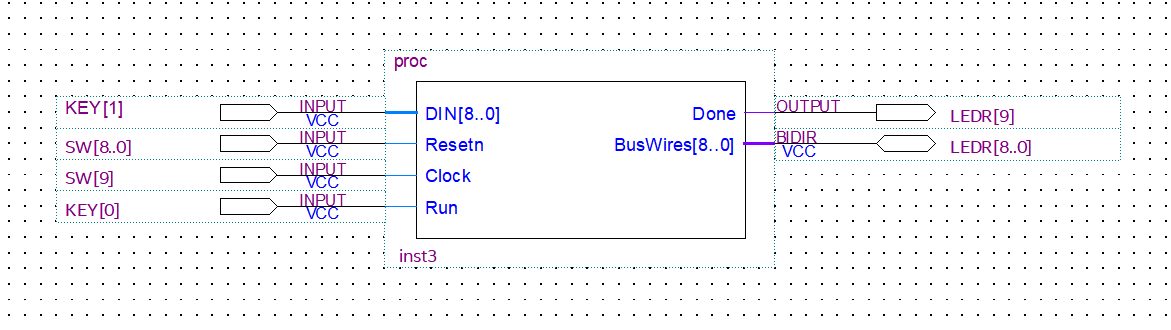 proc
KEY[1] INPUT VCC DIN[8..0] Done OUTPUT LEDR[9]
SW[8..0] INPUT VCC Resetn BusWires[8..0] BIDIR VCC LEDR[8..0]
SW[9] INPUT VCC Clock
KEY[0] INPUT VCC Run
inst3